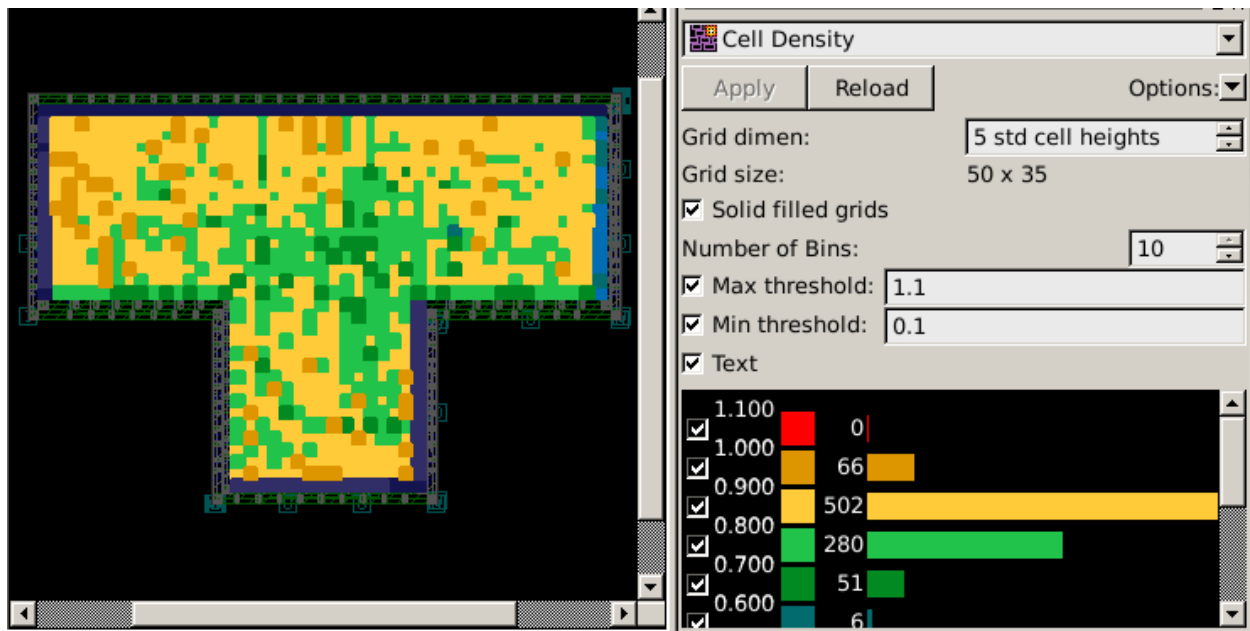 Cell Density
Apply
Reload
Options:
Grid dimen:
5 std cell heights
Grid size:
50 x 35
Solid filled grids
Number of Bins:
10
Max threshold:
1.1
Min threshold:
0.1
Text
1.100
0
1.000
66
0.900
502
0.800
280
0.700
51
0.600
6